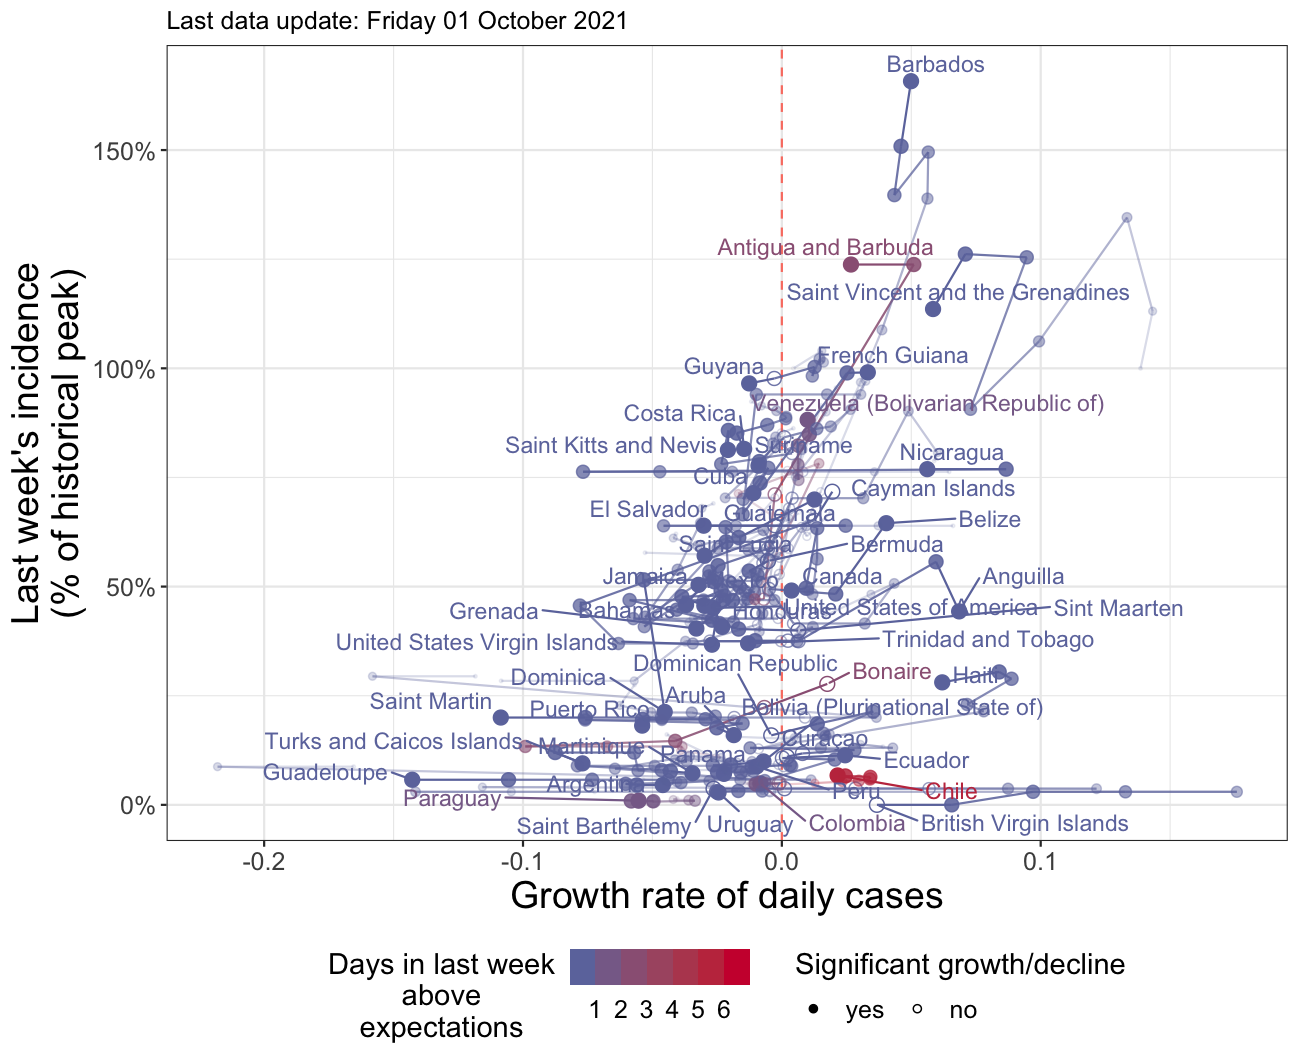 Last data update: Friday 01 October 2021
Last week's incidence
(% of historical peak)
150%
100%
50%
0%
Barbados
Antigua and Barbuda
Saint Vincent and the Grenadines
French Guiana
Guyana
Venezuela (Bolivarian Republic of)
Costa Rica
Saint Kitts and Nevis
Suriname
Nicaragua
Cuba
Cayman Islands
El Salvador
Guatemala
Belize
Saint Lucia
Bermuda
Jamaica
Canada
Anguilla
Grenada
Bahamas
Honduras
United States of America
Sint Maarten
United States Virgin Islands
Trinidad and Tobago
Dominican Republic
Bonaire
Haiti
Dominica
Saint Martin
Aruba
Puerto Rico
Bolivia (Plurinational State of)
Turks and Caicos Islands
Martinique
Curacao
Panama
Ecuador
Guadeloupe
Argentina
Peru
Chile
Paraguay
Saint Barthélemy
Uruguay
Colombia
British Virgin Islands
-0.2
-0.1
0.0
0.1
Growth rate of daily cases
Days in last week
above
expectations
1 2 3 4 5 6
Significant growth/decline
yes
no